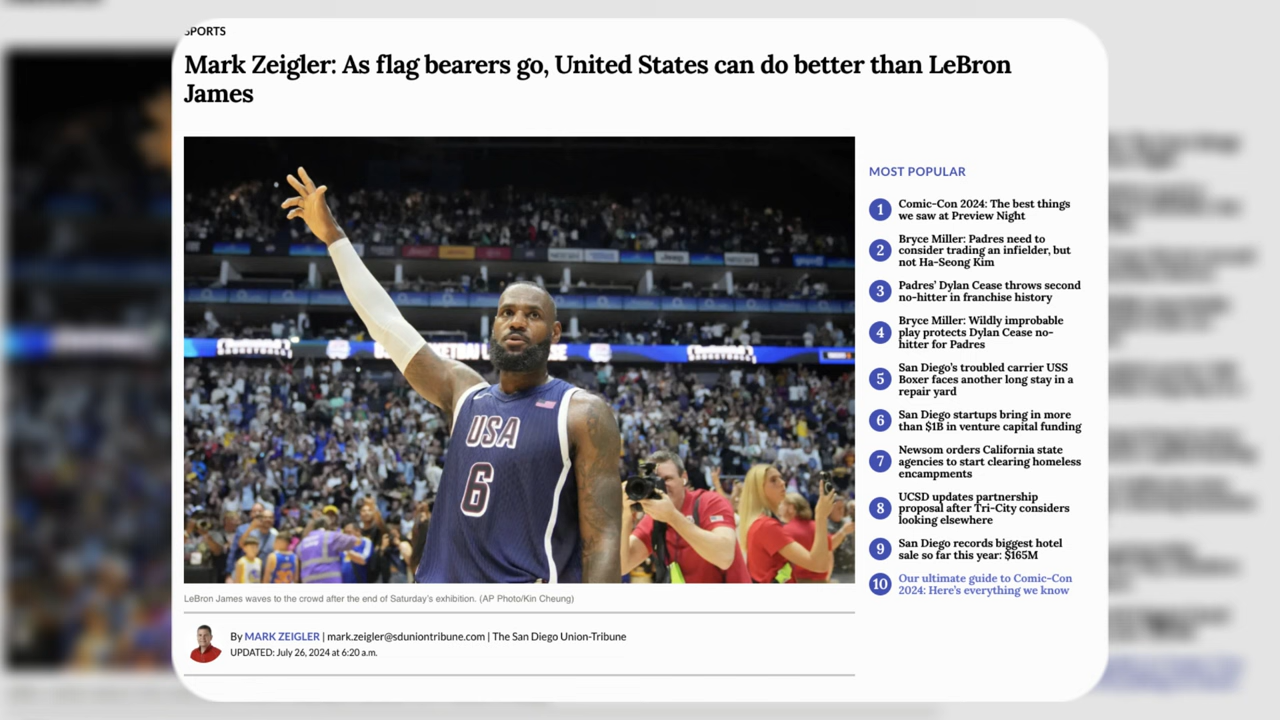 SPORTS
Mark Zeigler: As flag bearers go, United States can do better than LeBron
James
NASCAR
Jeep
NASCAR
USA
6
LeBron James waves to the crowd after the end of Saturday's exhibition. (AP Photo/Kin Cheung)
By MARK ZEIGLER | mark.zeigler@sduniontribune.com | The San Diego Union-Tribune
UPDATED: July 26, 2024 at 6:20 a.m.
MOST POPULAR
1
Comic-Con 2024: The best things
we saw at Preview Night
2
Bryce Miller: Padres need to
consider trading an infielder, but
not Ha-Seong Kim
3
Padres' Dylan Cease throws second
no-hitter in franchise history
4
Bryce Miller: Wildly improbable
play protects Dylan Cease no-
hitter for Padres
5
San Diego's troubled carrier USS
Boxer faces another long stay in a
repair yard
6
San Diego startups bring in more
than $1B in venture capital funding
7
Newsom orders California state
agencies to start clearing homeless
encampments
8
UCSD updates partnership
proposal after Tri-City considers
looking elsewhere
9
San Diego records biggest hotel
sale so far this year: $165M
10
Our ultimate guide to Comic-Con
2024: Here's everything we know